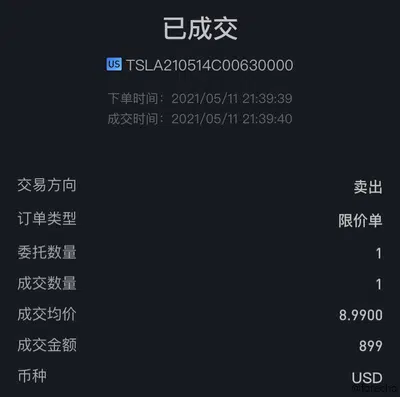 已成交
US TSLA210514C00630000
下单时间：2021/05/11 21:39:39
成交时间：2021/05/11 21:39:40
交易方向 卖出
订单类型 限价单
委托数量 1
成交数量 1
成交均价 8.9900
成交金额 899
币种 USD